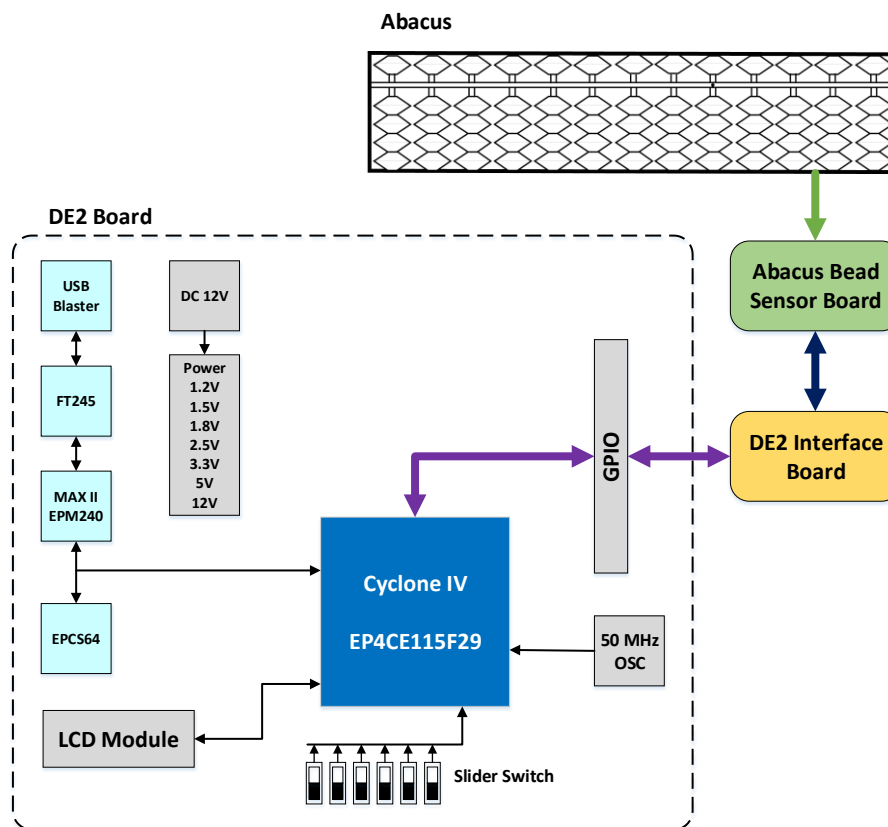 Abacus
DE2 Board
USB
Blaster
DC 12V
Abacus Bead
Sensor Board
FT245
Power
1.2V
1.5V
1.8V
2.5V
3.3V
5V
12V
GPIO
DE2 Interface
Board
MAX II
EPM240
Cyclone IV
EP4CE115F29
EPCS64
50 MHz
OSC
LCD Module
Slider Switch